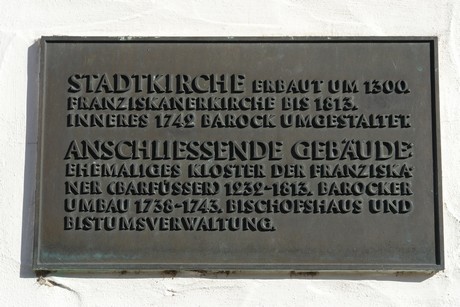 STADTKIRCHE ERBAUT UM 1300.
FRANZISKANERKIRCHE BIS 1813.
INNERES 1742 BAROCK UMGESTALTET.
ANSCHLIESSENDE GEBÄUDE
EHEMALIGES KLOSTER DER FRANZISKA-
NER (BARFÜSSER) 1232-1813. BAROCKER
UMBAU 1738-1743. BISCHOFSHAUS UND
BISTUMSVERWALTUNG.